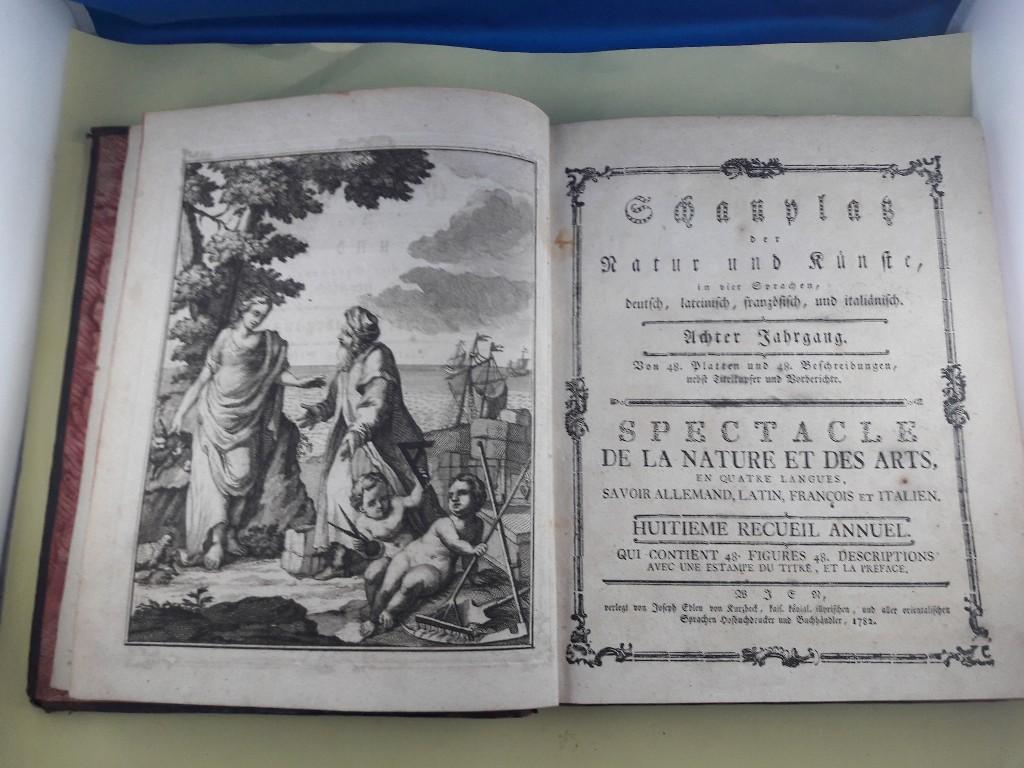 Schauplatz
der
Natur und Künste,
in vier Sprachen,
deutsch, lateinisch, französisch, und italiänisch.
Achter Jahrgang.
Von 48. Platten und 48. Beschreibungen,
nebst Titelkupfer und Vorberichte.
SPECTACLE
DE LA NATURE ET DES ARTS,
EN QUATRE LANGUES,
SAVOIR ALLEMAND, LATIN, FRANÇOIS ET ITALIEN.
HUITIEME RECUEIL ANNUEL.
QUI CONTIENT 48. FIGURES 48. DESCRIPTIONS
AVEC UNE ESTAMPE DU TITRE, ET LA PREFACE.
WIEN,
verlegt von Joseph Edlen von Kurzbeck, kais. königl. illyrischen, und aller orientalischen
Sprachen Hofbuchdrucker und Buchhändler, 1782.